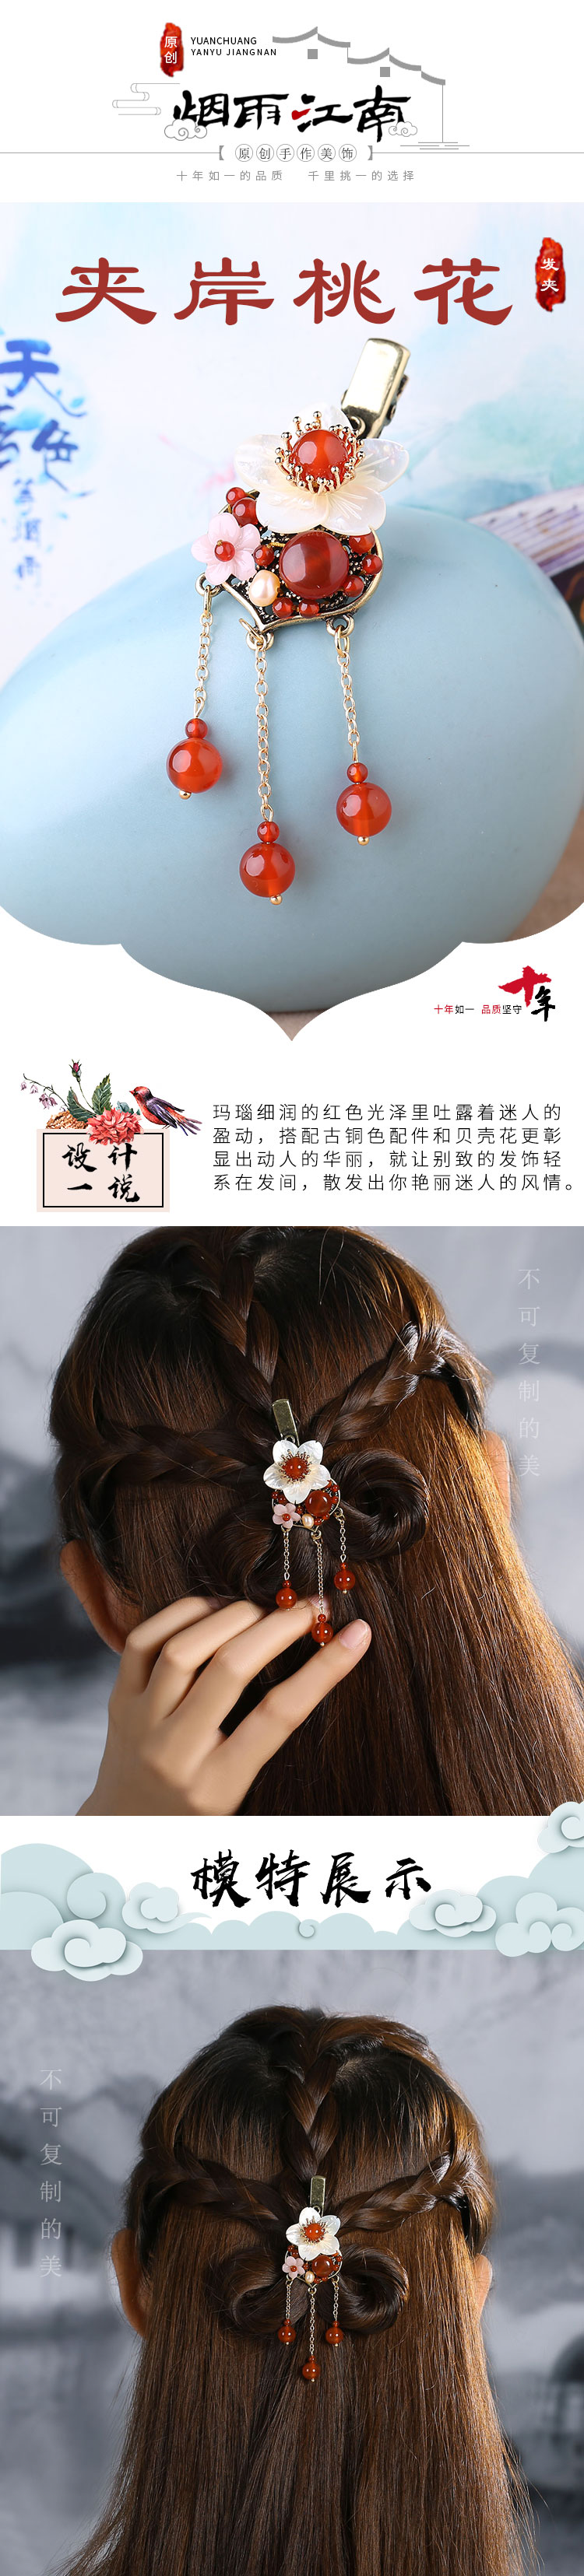 原创
YUANCHUANG
YANYU JIANGNAN
烟雨江南
【原创手作美饰】
十年如一的品质 千里挑一的选择
夹岸桃花
发夹
天
色
十年
十年如一 品质坚守
设计
一说
玛瑙细润的红色光泽里吐露着迷人的
盈动，搭配古铜色配件和贝壳花更彰
显出动人的华丽，就让别致的发饰轻
系在发间，散发出你艳丽迷人的风情。
不可复制的美
模特展示
不可复制的美